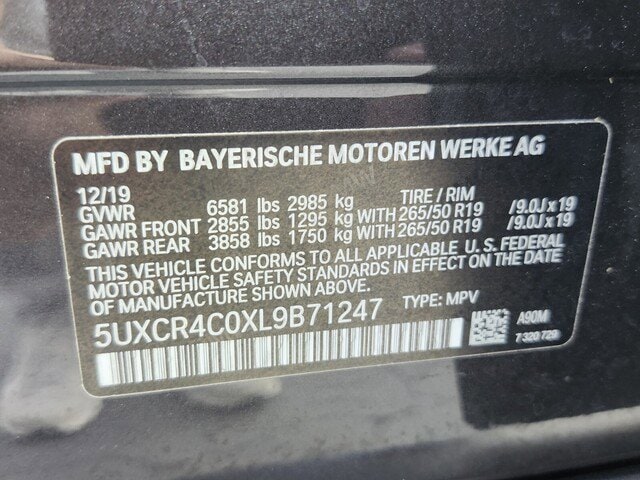 MFD BY BAYERISCHE MOTOREN WERKE AG
12/19 TIRE / RIM
GVWR 6581 lbs 2985 kg
GAWR FRONT 2855 lbs 1295 kg WITH 265/50 R19 /9.0J x 19
GAWR REAR 3858 lbs 1750 kg WITH 265/50 R19 /9.0J x 19
THIS VEHICLE CONFORMS TO ALL APPLICABLE U.S. FEDERAL
MOTOR VEHICLE SAFETY STANDARDS IN EFFECT ON THE DATE
OF MANUFACTURE SHOWN ABOVE.
5UXCR4C0XL9B71247 TYPE: MPV
A90M
7 320 720